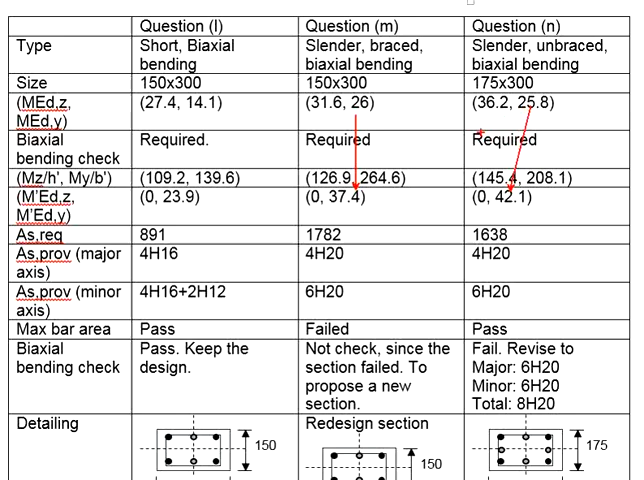 Question (l) Question (m) Question (n)
Type Short, Biaxial Slender, braced, Slender, unbraced,
bending biaxial bending biaxial bending
Size 150x300 150x300 175x300
(MEd,z, (27.4, 14.1) (31.6, 26) (36.2, 25.8)
MEd,y)
Biaxial Required. Required Required
bending check
(Mz/h', My/b') (109.2, 139.6) (126.9, 264.6) (145.4, 208.1)
(M'Ed,z, (0, 23.9) (0, 37.4) (0, 42.1)
M'Ed,y)
As,req 891 1782 1638
As,prov (major 4H16 4H20 4H20
axis)
As,prov (minor 4H16+2H12 6H20 6H20
axis)
Max bar area Pass Failed Pass
Biaxial Pass. Keep the Not check, since the Fail. Revise to
bending check design. section failed. To Major: 6H20
propose a new Minor: 6H20
section. Total: 8H20
Detailing Redesign section
150 150 175